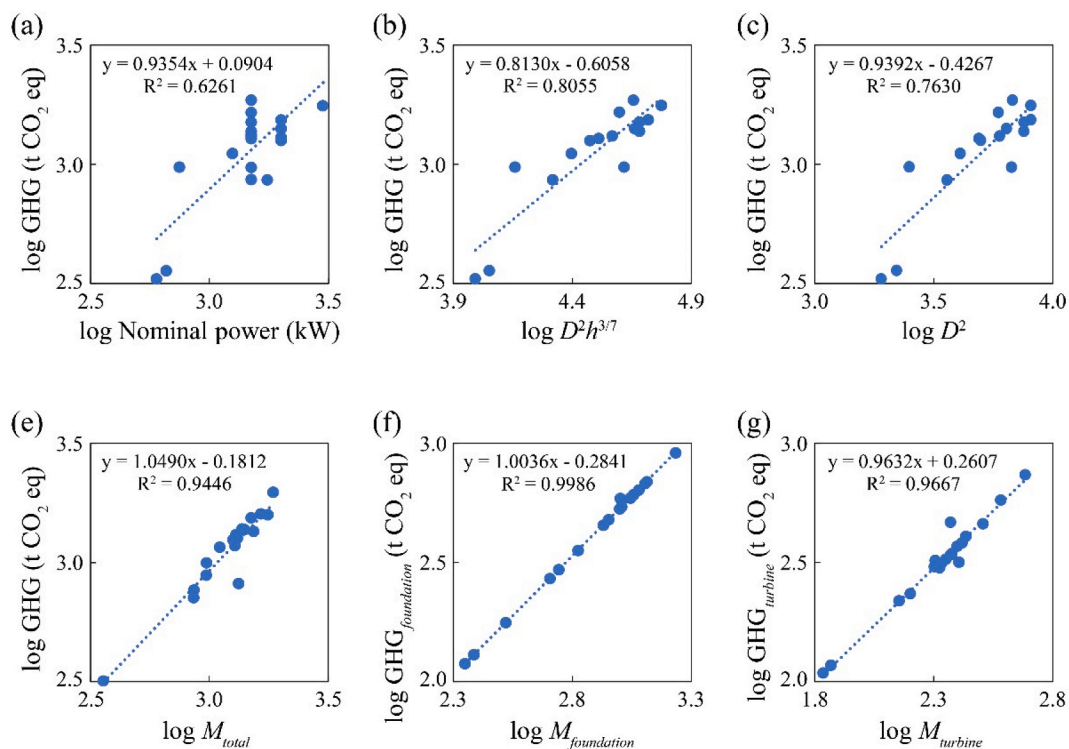 (a)
y = 0.9354x + 0.0904
R² = 0.6261
log GHG (t CO₂ eq)
3.5
3.0
2.5
2.5 3.0 3.5
log Nominal power (kW)
(b)
y = 0.8130x - 0.6058
R² = 0.8055
log GHG (t CO₂ eq)
3.5
3.0
2.5
3.9 4.4 4.9
log D²h³ᐟ⁷
(c)
y = 0.9392x - 0.4267
R² = 0.7630
log GHG (t CO₂ eq)
3.5
3.0
2.5
3.0 3.5 4.0
log D²
(e)
y = 1.0490x - 0.1812
R² = 0.9446
log GHG (t CO₂ eq)
3.5
3.0
2.5
2.5 3.0 3.5
log M_total
(f)
y = 1.0036x - 0.2841
R² = 0.9986
log GHG_foundation (t CO₂ eq)
3.0
2.5
2.0
2.3 2.8 3.3
log M_foundation
(g)
y = 0.9632x + 0.2607
R² = 0.9667
log GHG_turbine (t CO₂ eq)
3.0
2.5
2.0
1.8 2.3 2.8
log M_turbine